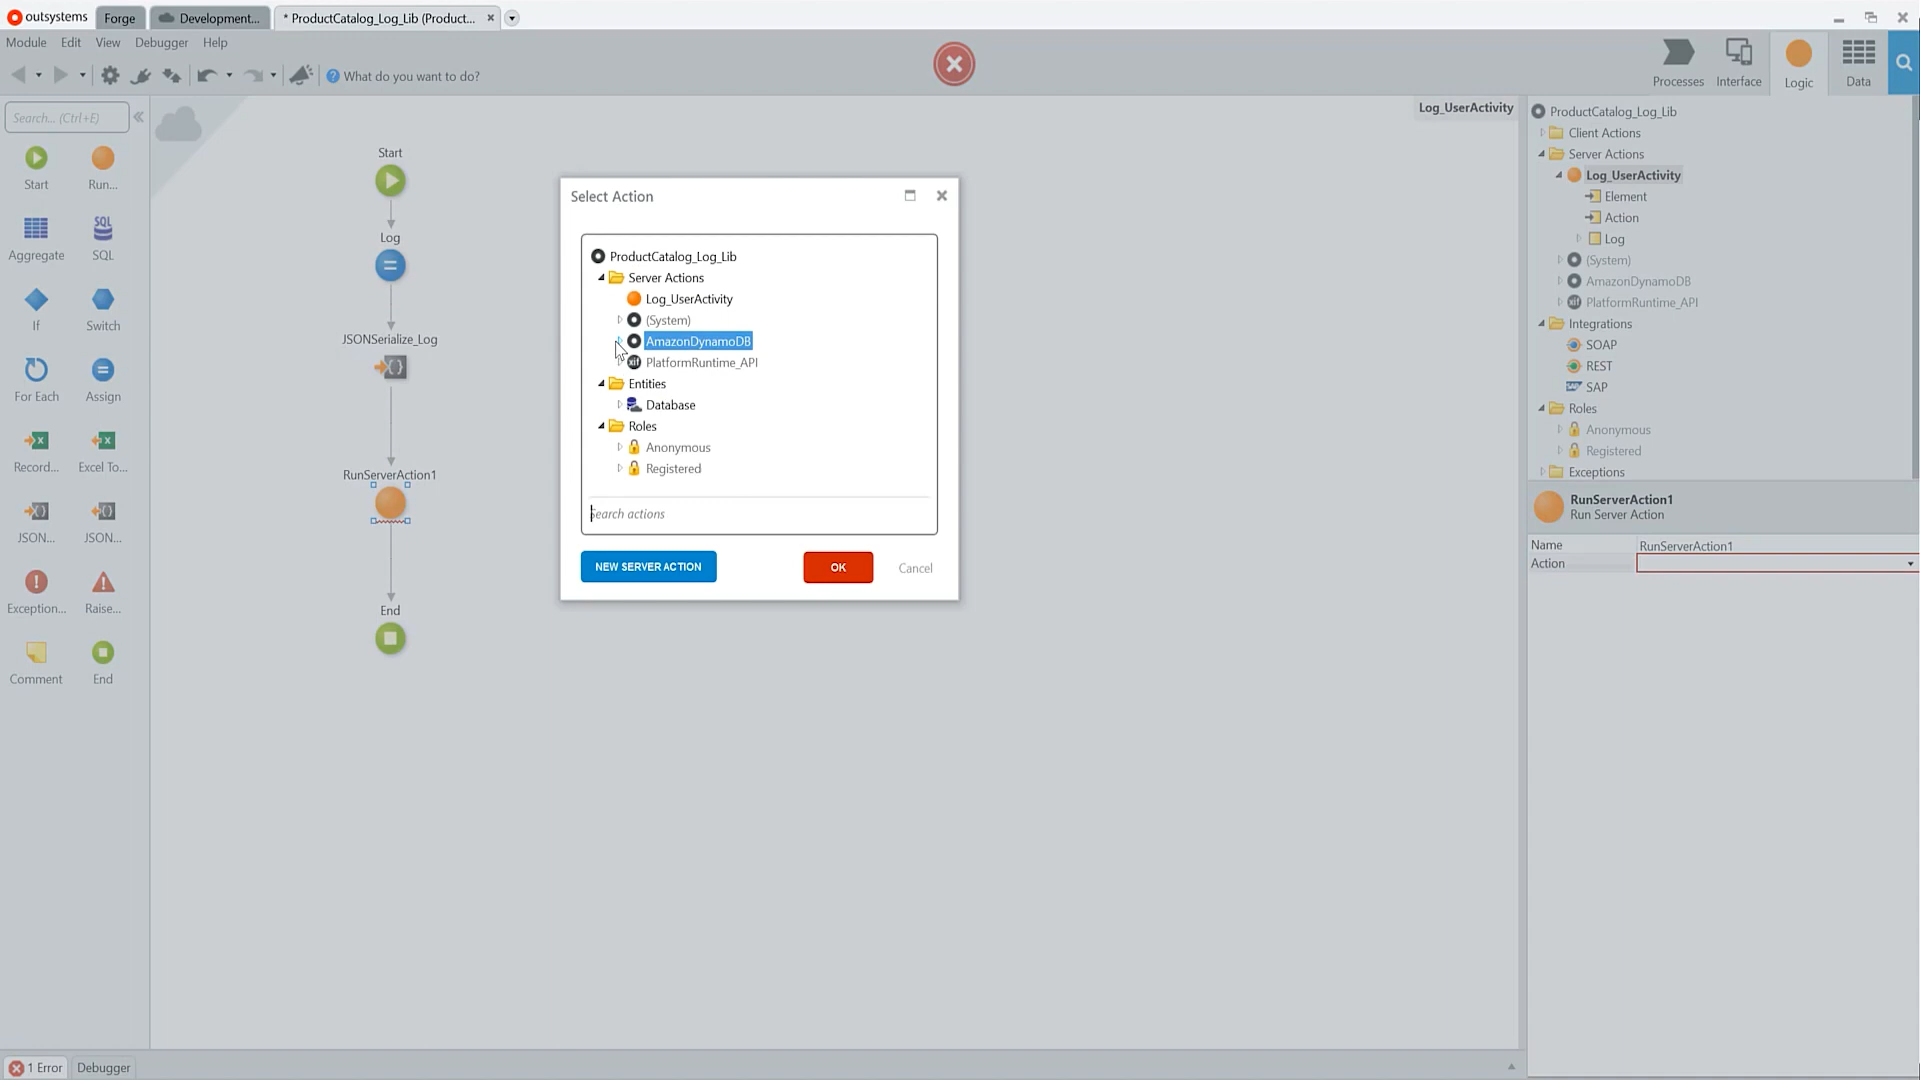 outsystems
Forge
Development...
* ProductCatalog_Log_Lib (Product...
Module
Edit
View
Debugger
Help
What do you want to do?
Processes
Interface
Logic
Data
Search... (Ctrl+E)
Start
Run...
Aggregate
SQL
SQL
If
Switch
For Each
Assign
Record...
Excel To...
JSON...
JSON...
Exception...
Raise...
Comment
End
Log_UserActivity
Start
Log
JSONSerialize_Log
RunServerAction1
End
Select Action
ProductCatalog_Log_Lib
Server Actions
Log_UserActivity
(System)
AmazonDynamoDB
xif PlatformRuntime_API
Entities
Database
Roles
Anonymous
Registered
Search actions
NEW SERVER ACTION
OK
Cancel
ProductCatalog_Log_Lib
Client Actions
Server Actions
Log_UserActivity
Element
Action
Log
(System)
AmazonDynamoDB
xif PlatformRuntime_API
Integrations
SOAP
REST
SAP SAP
Roles
Anonymous
Registered
Exceptions
RunServerAction1
Run Server Action
Name RunServerAction1
Action
1 Error
Debugger